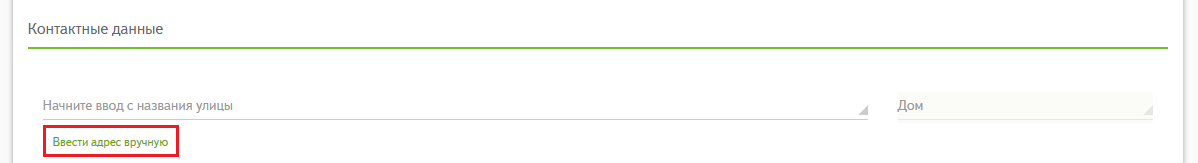 Контактные данные
Начните ввод с названия улицы
Дом
Ввести адрес вручную